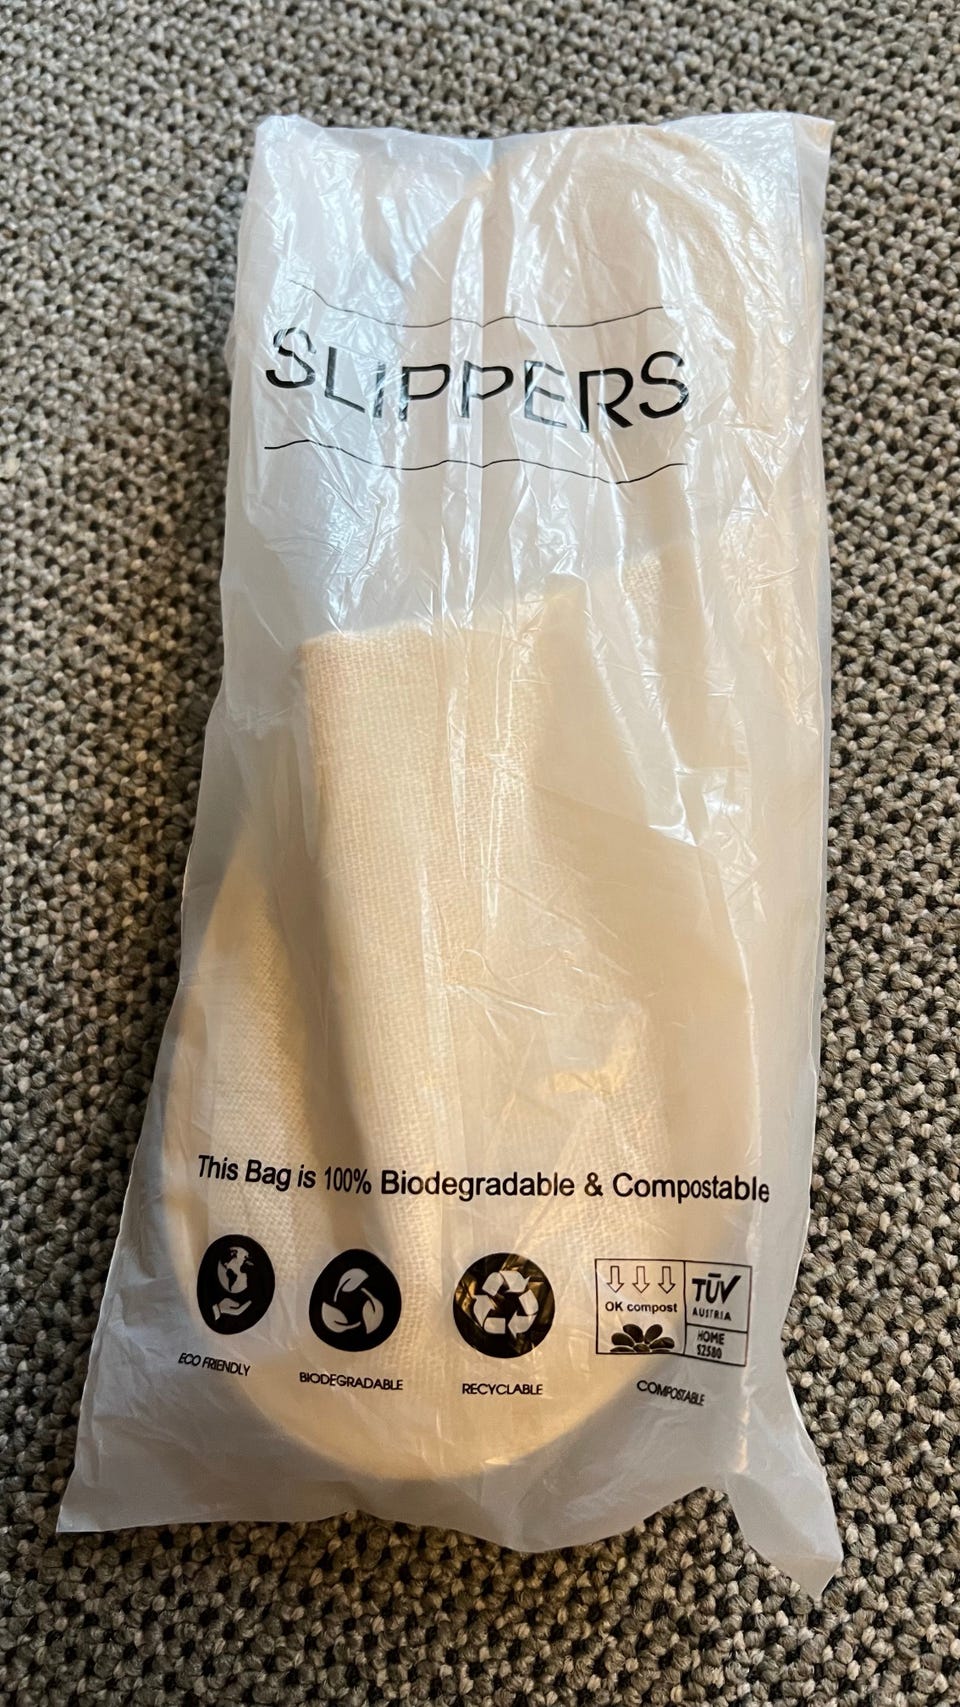 SLIPPERS
This Bag is 100% Biodegradable & Compostable
ECO FRIENDLY
BIODEGRADABLE
RECYCLABLE
OK compost
TÜV
AUSTRIA
HOME
S2580
COMPOSTABLE